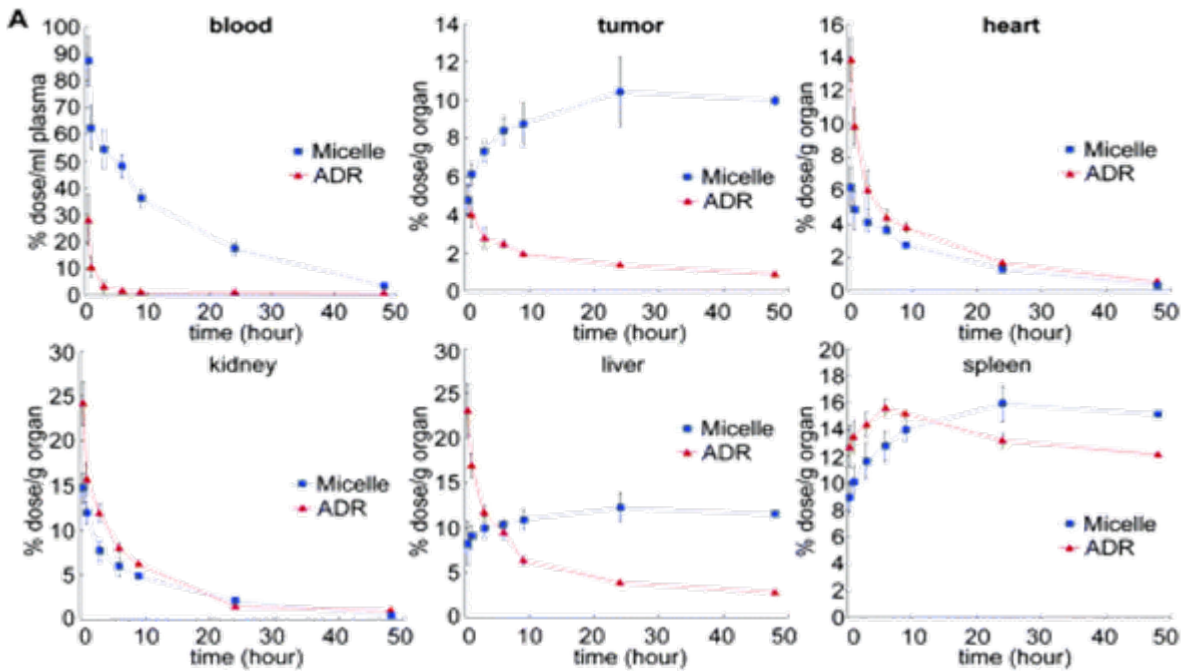 A
blood
% dose/ml plasma
100
90
80
70
60
50
40
30
20
10
0
Micelle
ADR
0 10 20 30 40 50
time (hour)
tumor
% dose/g organ
14
12
10
8
6
4
2
0
Micelle
ADR
0 10 20 30 40 50
time (hour)
heart
% dose/g organ
16
14
12
10
8
6
4
2
0
Micelle
ADR
0 10 20 30 40 50
time (hour)
kidney
% dose/g organ
30
25
20
15
10
5
0
Micelle
ADR
0 10 20 30 40 50
time (hour)
liver
% dose/g organ
30
25
20
15
10
5
0
Micelle
ADR
0 10 20 30 40 50
time (hour)
spleen
% dose/g organ
20
18
16
14
12
10
8
6
4
2
0
Micelle
ADR
0 10 20 30 40 50
time (hour)